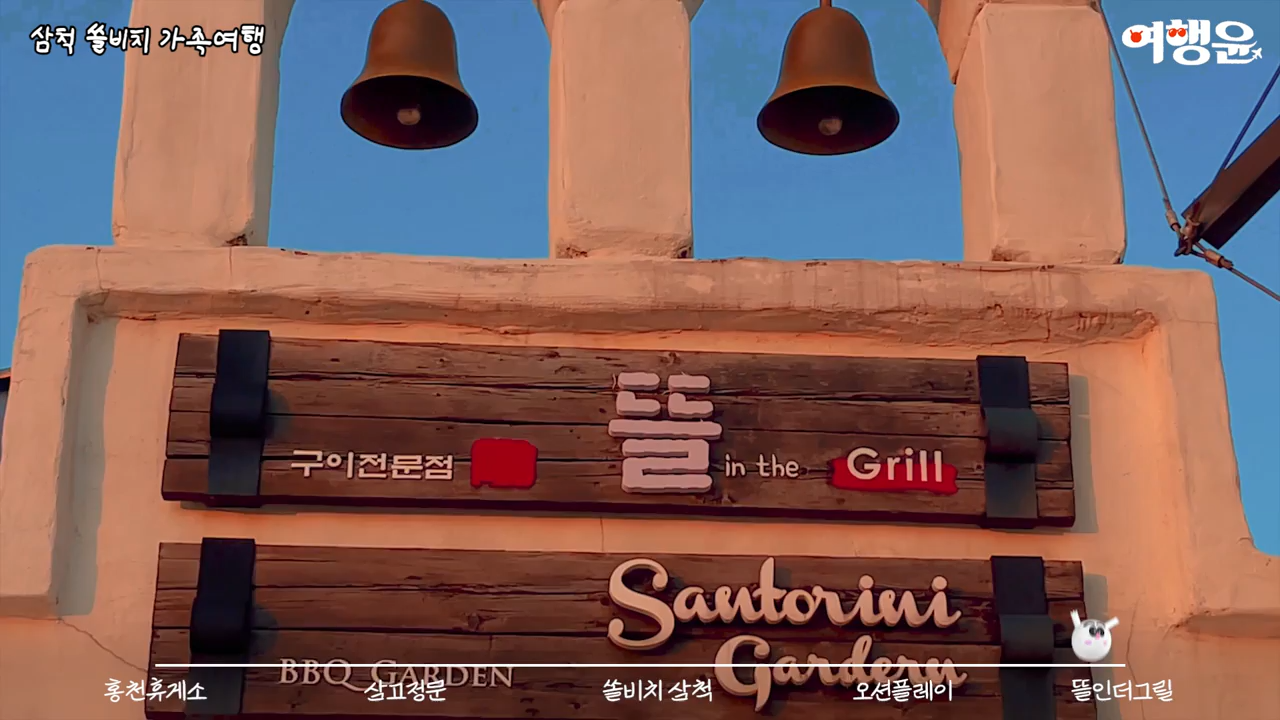 삼척 쏠비치 가족여행
여행윤
구이전문점 뜰 in the Grill
Santorini
BBQ GARDEN Garden
홍천휴게소 삼고정문 쏠비치 삼척 오션플레이 뜰인더그릴